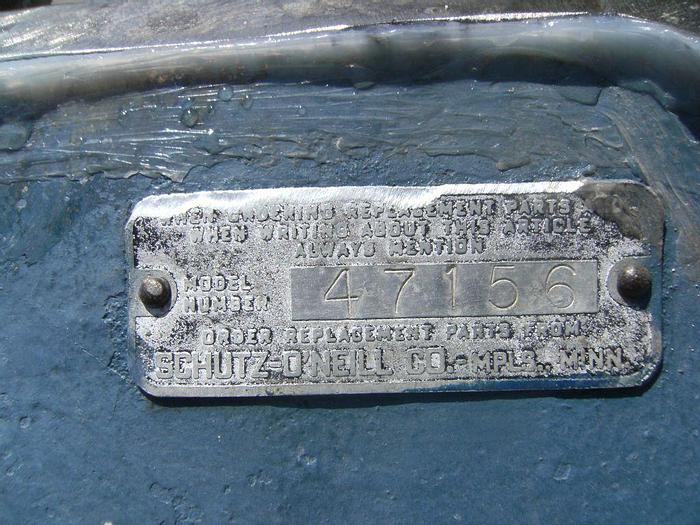 WHEN ORDERING REPLACEMENT PARTS
WHEN WRITING ABOUT THIS ARTICLE
ALWAYS MENTION
MODEL
NUMBER 47156
ORDER REPLACEMENT PARTS FROM
SCHUTZ-O'NEILL CO.-MPLS., MINN.